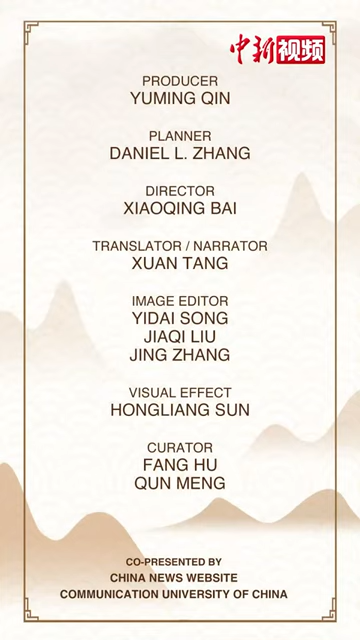 中新视频
PRODUCER
YUMING QIN
PLANNER
DANIEL L. ZHANG
DIRECTOR
XIAOQING BAI
TRANSLATOR / NARRATOR
XUAN TANG
IMAGE EDITOR
YIDAI SONG
JIAQI LIU
JING ZHANG
VISUAL EFFECT
HONGLIANG SUN
CURATOR
FANG HU
QUN MENG
CO-PRESENTED BY
CHINA NEWS WEBSITE
COMMUNICATION UNIVERSITY OF CHINA